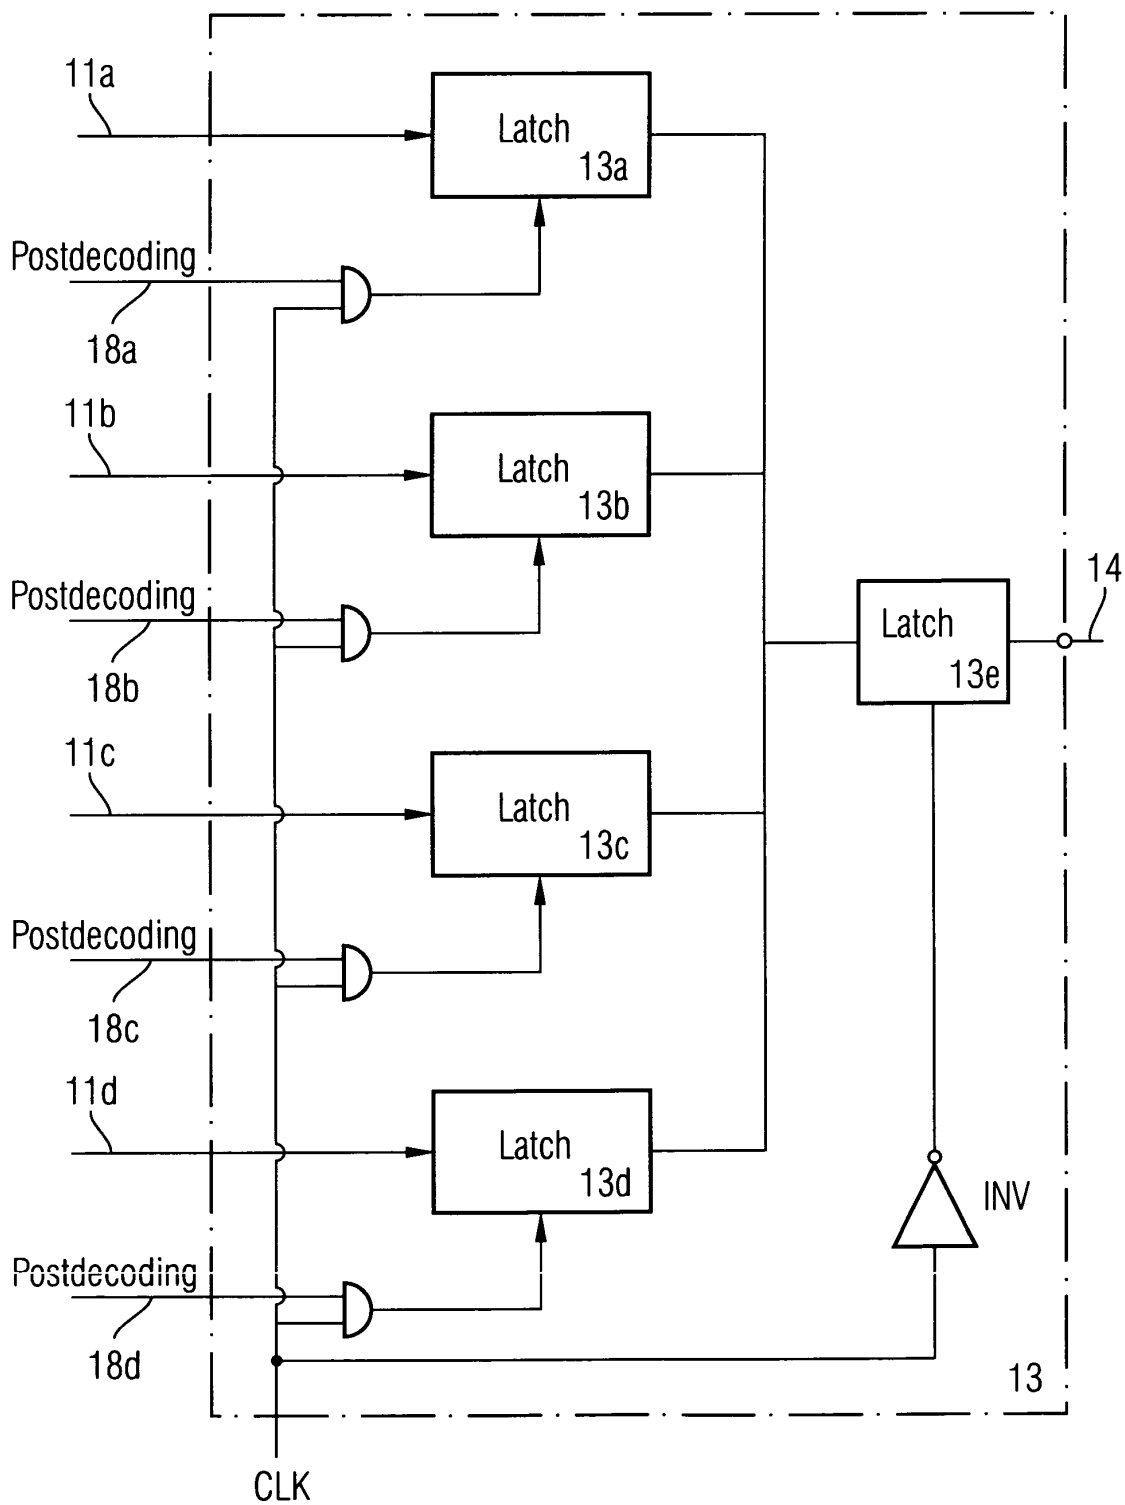 11a
Latch
13a
Postdecoding
18a
11b
Latch
13b
Postdecoding
18b
14
Latch
13e
11c
Latch
13c
Postdecoding
18c
11d
Latch
13d
INV
Postdecoding
18d
13
CLK